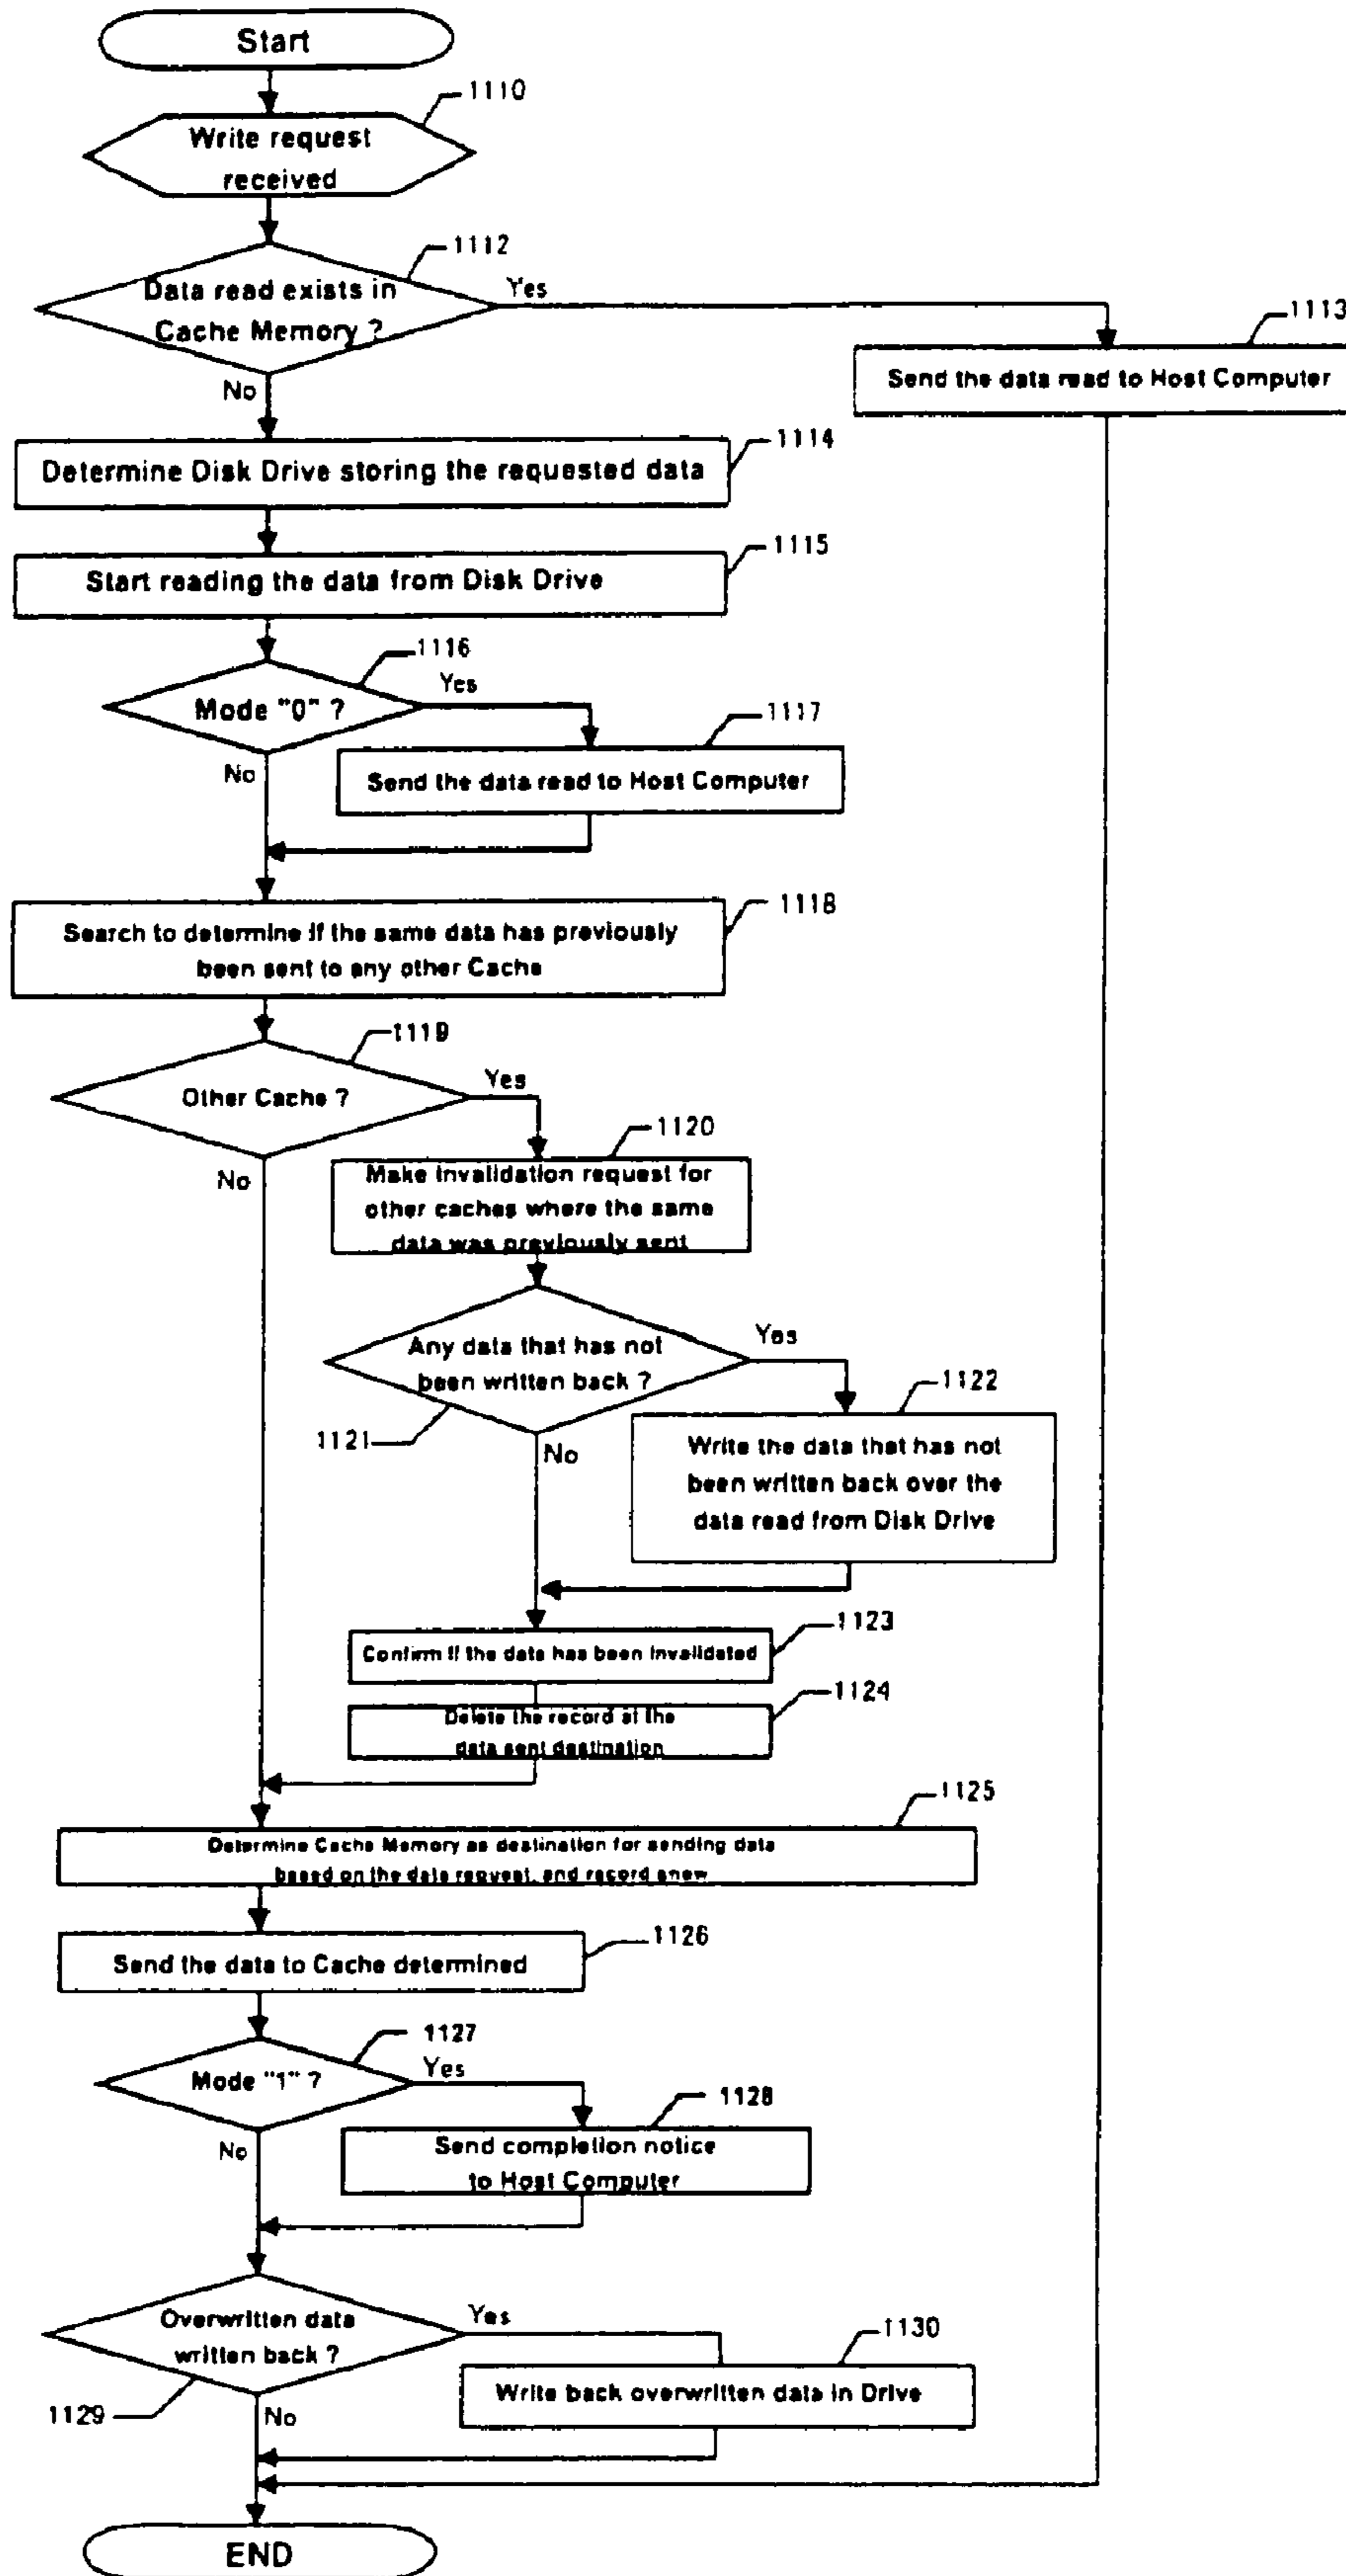 Start
1110
Write request
received
1112
Data read exists in
Cache Memory ?
Yes
No
1113
Send the data read to Host Computer
1114
Determine Disk Drive storing the requested data
1115
Start reading the data from Disk Drive
1116
Mode "0" ?
Yes
No
1117
Send the data read to Host Computer
1118
Search to determine if the same data has previously
been sent to any other Cache
1119
Other Cache ?
Yes
No
1120
Make invalidation request for
other caches where the same
data was previously sent
Any data that has not
been written back ?
Yes
1121
No
1122
Write the data that has not
been written back over the
data read from Disk Drive
1123
Confirm if the data has been invalidated
1124
Delete the record at the
data sent destination
1125
Determine Cache Memory as destination for sending data
based on the data request, and record anew
1126
Send the data to Cache determined
1127
Mode "1" ?
Yes
No
1128
Send completion notice
to Host Computer
Overwritten data
written back ?
Yes
1129
No
1130
Write back overwritten data in Drive
END